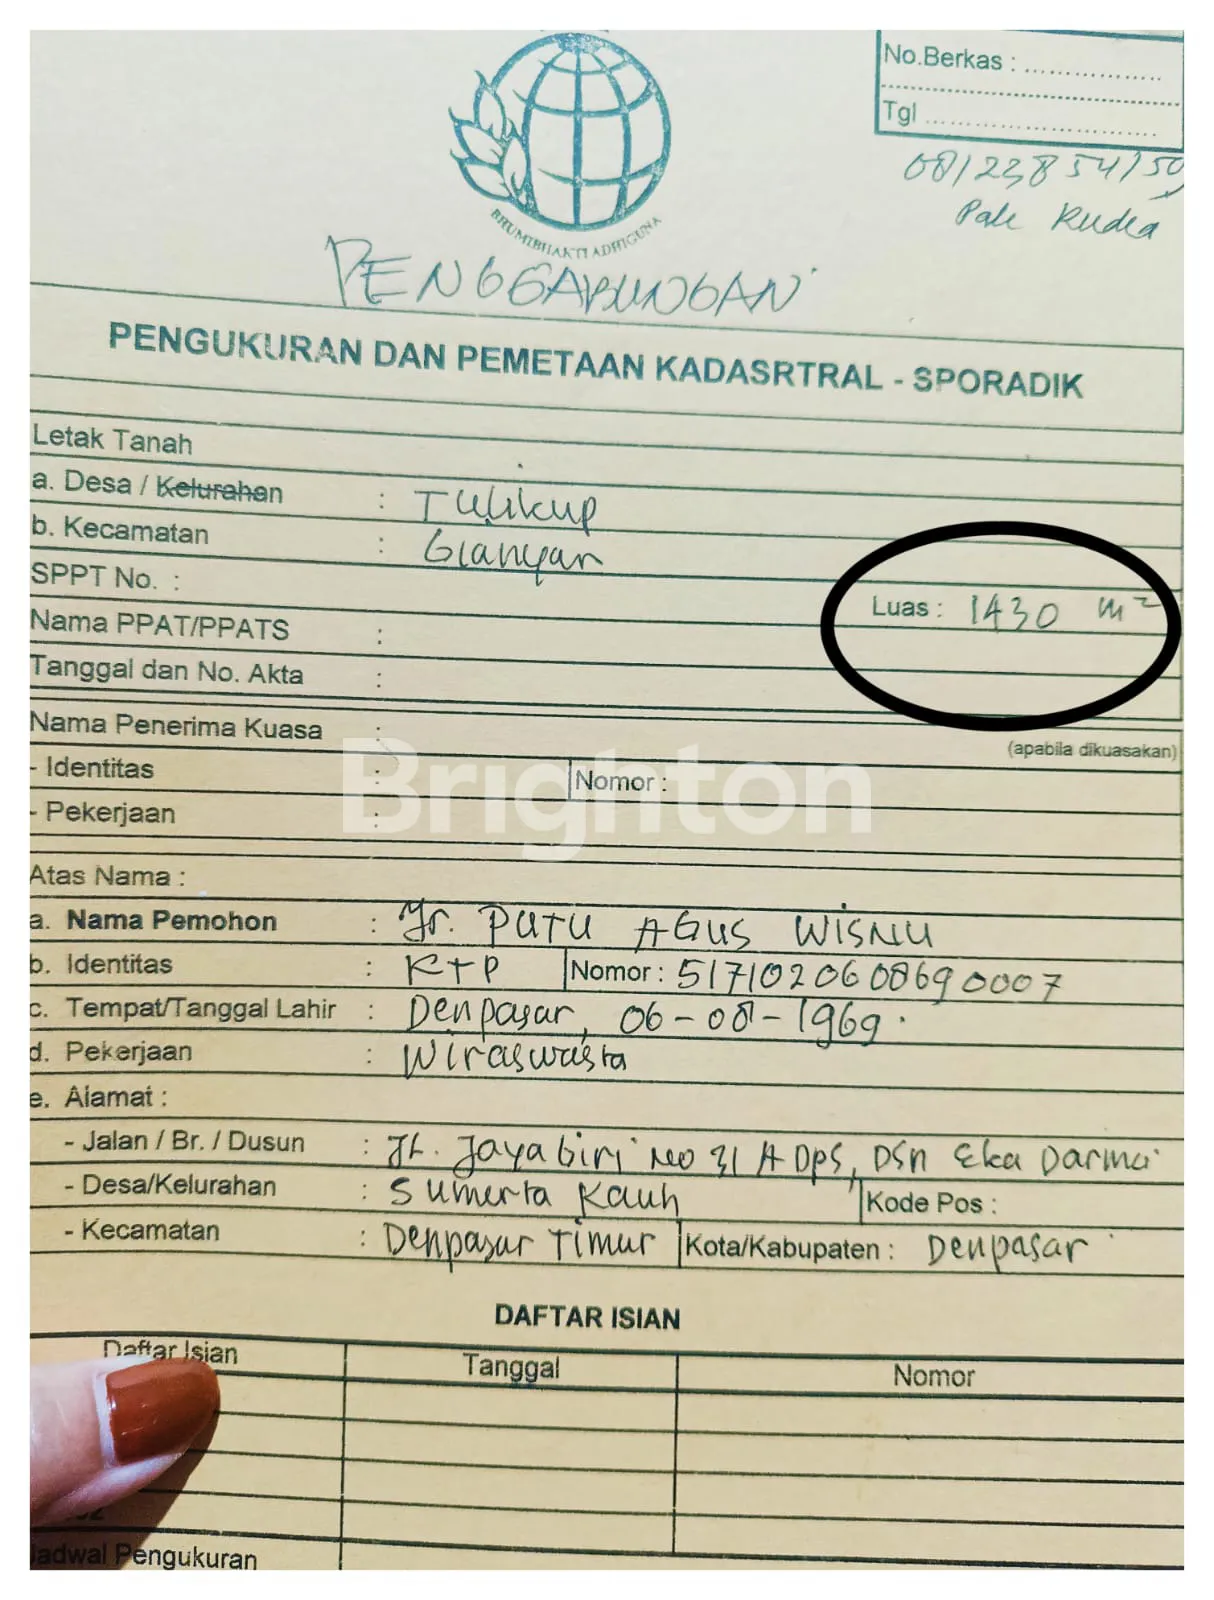 No.Berkas : ....................
Tgl ................................
BHUMIBHAKTI ADHIGUNA
Pak Rudia
PENGGABUNGAN
PENGUKURAN DAN PEMETAAN KADASRTRAL - SPORADIK
Letak Tanah
a. Desa / Kelurahan : Tulikup
b. Kecamatan : Gianyar
SPPT No. : Luas : 1430 m²
Nama PPAT/PPATS :
Tanggal dan No. Akta :
Nama Penerima Kuasa : (apabila dikuasakan)
- Identitas : Nomor :
- Pekerjaan :
Brighton
Atas Nama :
a. Nama Pemohon : Ir. PUTU AGUS WISNU
b. Identitas : KTP Nomor : 5171020608690007
c. Tempat/Tanggal Lahir : Denpasar, 06-08-1969.
d. Pekerjaan : Wiraswasta
e. Alamat :
- Jalan / Br. / Dusun : JL. Jayagiri No 31 A Dps, Dsn Eka Darma
- Desa/Kelurahan : Sumerta Kauh Kode Pos :
- Kecamatan : Denpasar Timur Kota/Kabupaten : Denpasar
DAFTAR ISIAN
Daftar Isian Tanggal Nomor
Jadwal Pengukuran